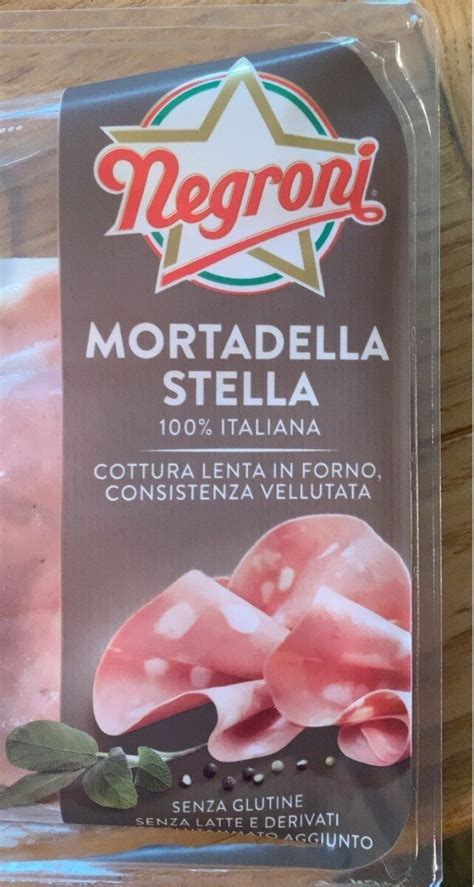 Negroni
MORTADELLA
STELLA
100% ITALIANA
COTTURA LENTA IN FORNO,
CONSISTENZA VELLUTATA
SENZA GLUTINE
SENZA LATTE E DERIVATI
AGGIUNTO